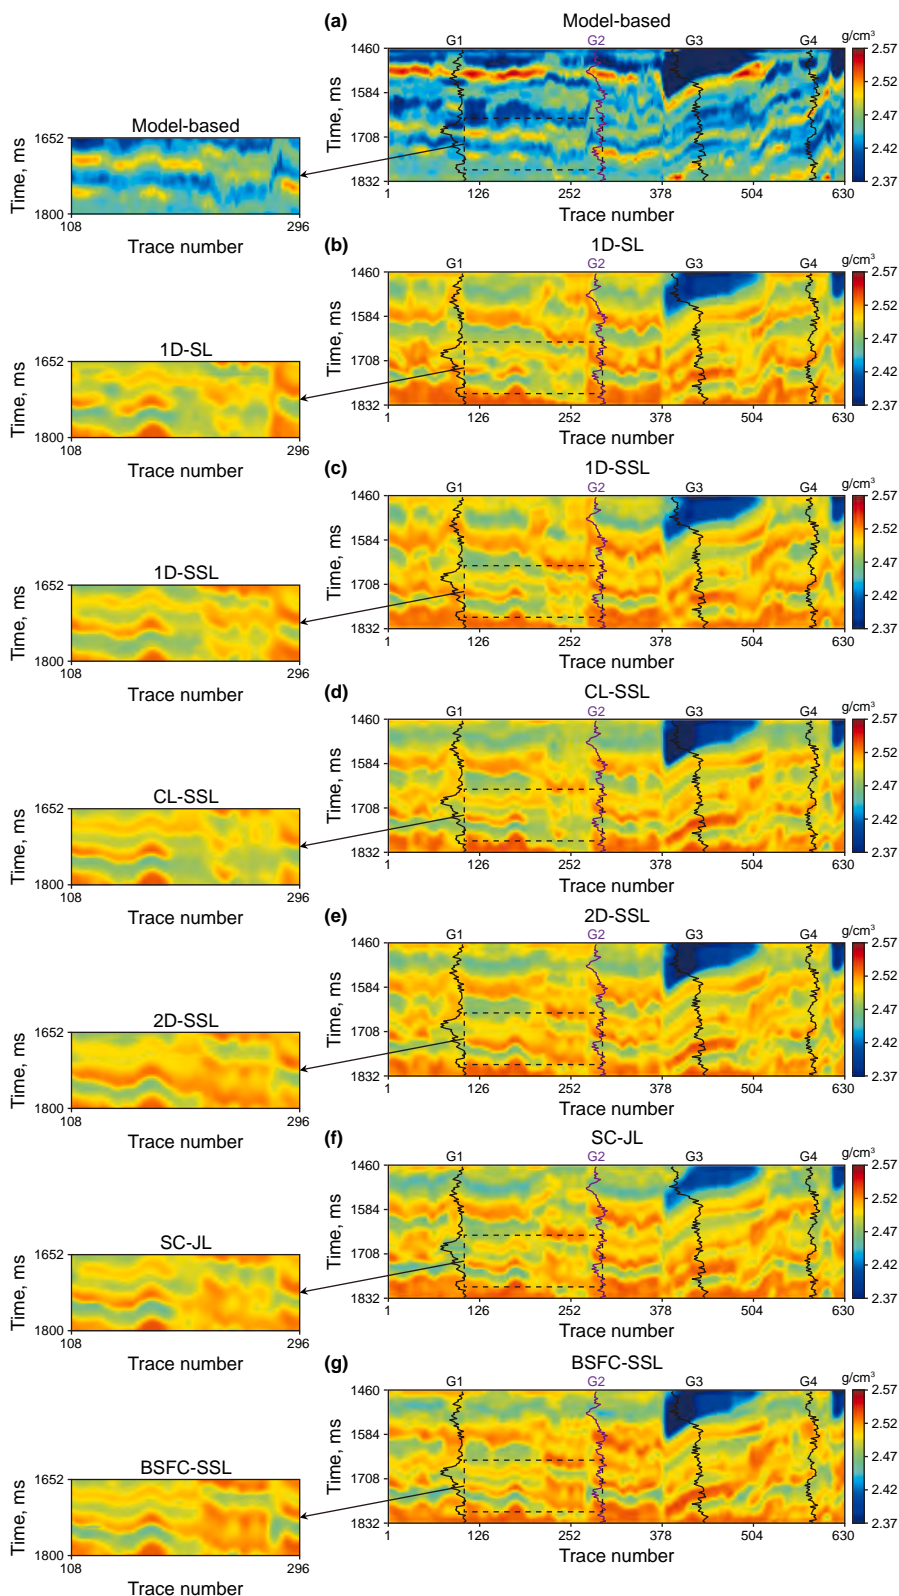 (a)
Model-based
g/cm³
G1 G2 G3 G4
1460 2.57
1584 2.52
1708 2.47
2.42
1832 2.37
Time, ms
1 126 252 378 504 630
Trace number
Model-based
1652
Time, ms
1800
108 296
Trace number
(b)
1D-SL
g/cm³
G1 G2 G3 G4
1460 2.57
1584 2.52
1708 2.47
2.42
1832 2.37
Time, ms
1 126 252 378 504 630
Trace number
1D-SL
1652
Time, ms
1800
108 296
Trace number
(c)
1D-SSL
g/cm³
G1 G2 G3 G4
1460 2.57
1584 2.52
1708 2.47
2.42
1832 2.37
Time, ms
1 126 252 378 504 630
Trace number
1D-SSL
1652
Time, ms
1800
108 296
Trace number
(d)
CL-SSL
g/cm³
G1 G2 G3 G4
1460 2.57
1584 2.52
1708 2.47
2.42
1832 2.37
Time, ms
1 126 252 378 504 630
Trace number
CL-SSL
1652
Time, ms
1800
108 296
Trace number
(e)
2D-SSL
g/cm³
G1 G2 G3 G4
1460 2.57
1584 2.52
1708 2.47
2.42
1832 2.37
Time, ms
1 126 252 378 504 630
Trace number
2D-SSL
1652
Time, ms
1800
108 296
Trace number
(f)
SC-JL
g/cm³
G1 G2 G3 G4
1460 2.57
1584 2.52
1708 2.47
2.42
1832 2.37
Time, ms
1 126 252 378 504 630
Trace number
SC-JL
1652
Time, ms
1800
108 296
Trace number
(g)
BSFC-SSL
g/cm³
G1 G2 G3 G4
1460 2.57
1584 2.52
1708 2.47
2.42
1832 2.37
Time, ms
1 126 252 378 504 630
Trace number
BSFC-SSL
1652
Time, ms
1800
108 296
Trace number